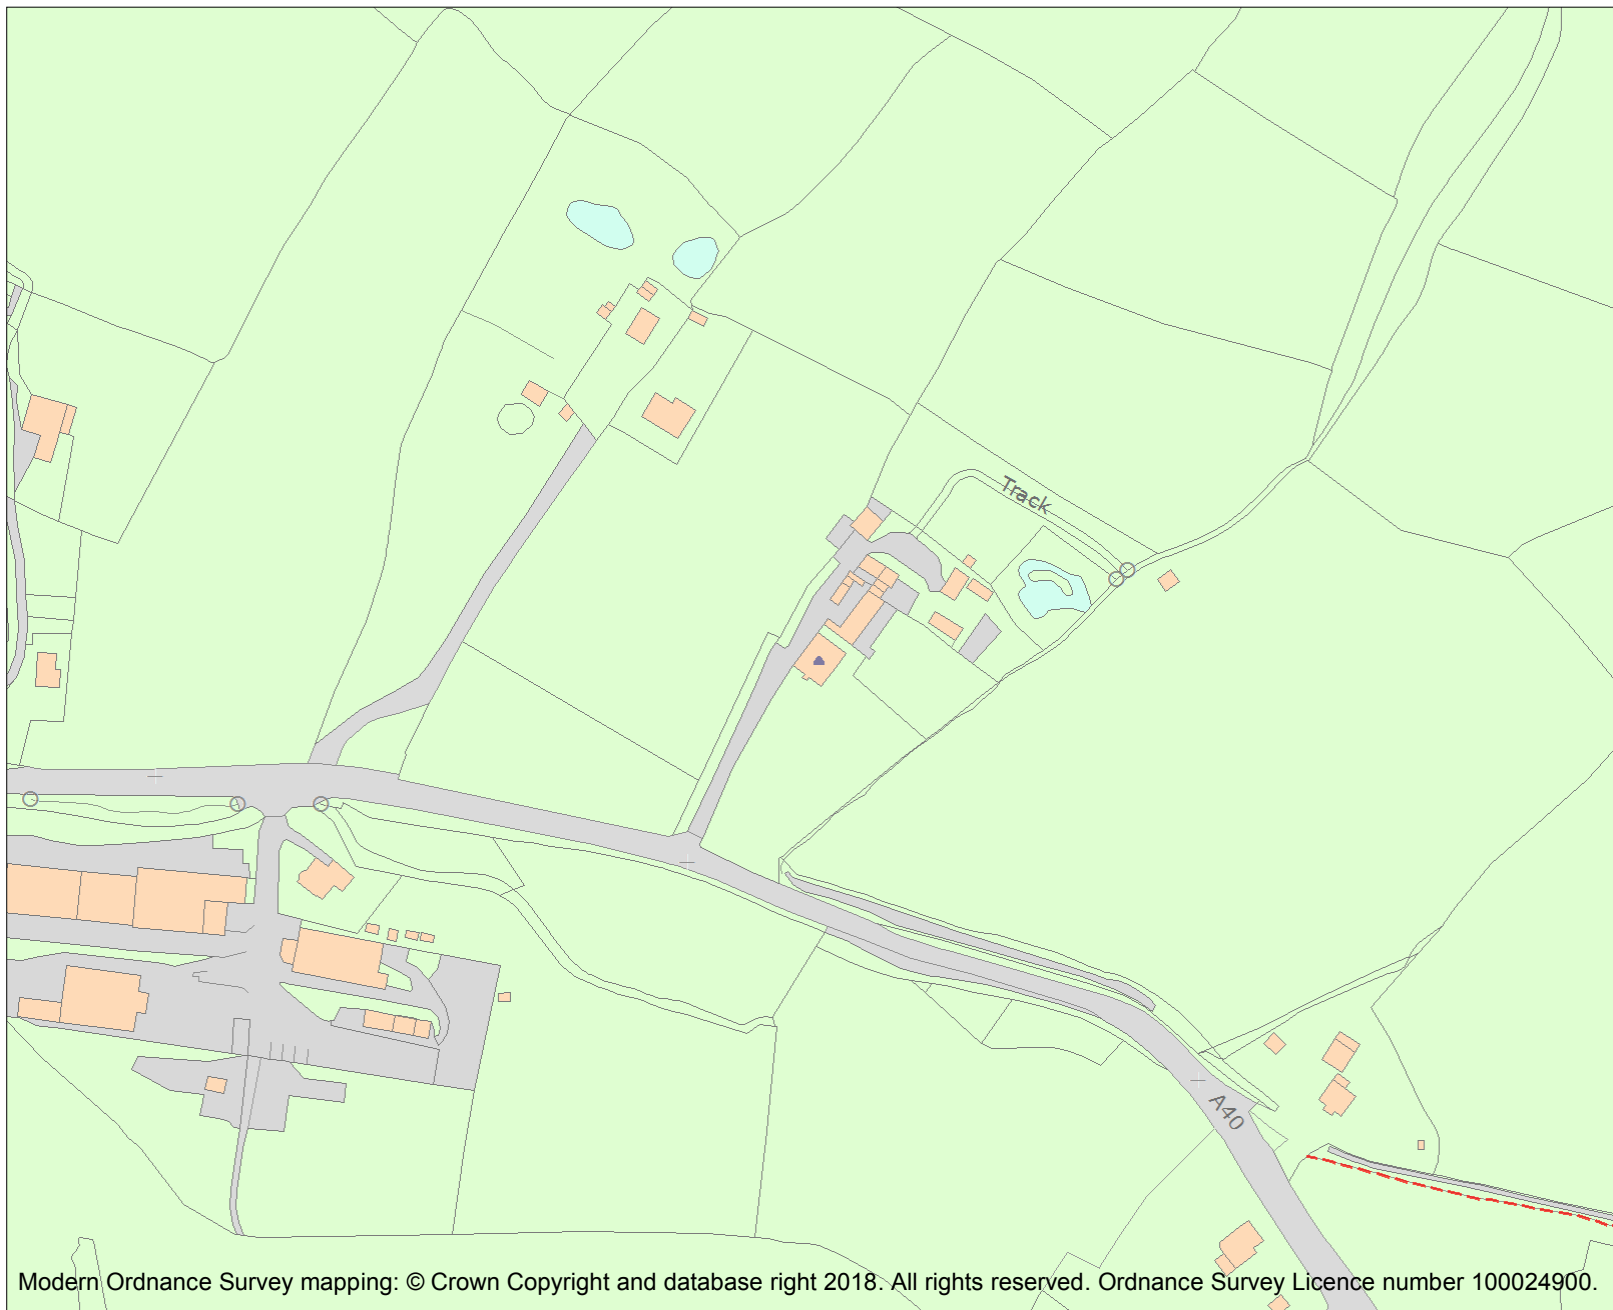 Track
A40
Modern Ordnance Survey mapping: © Crown Copyright and database right 2018. All rights reserved. Ordnance Survey Licence number 100024900.